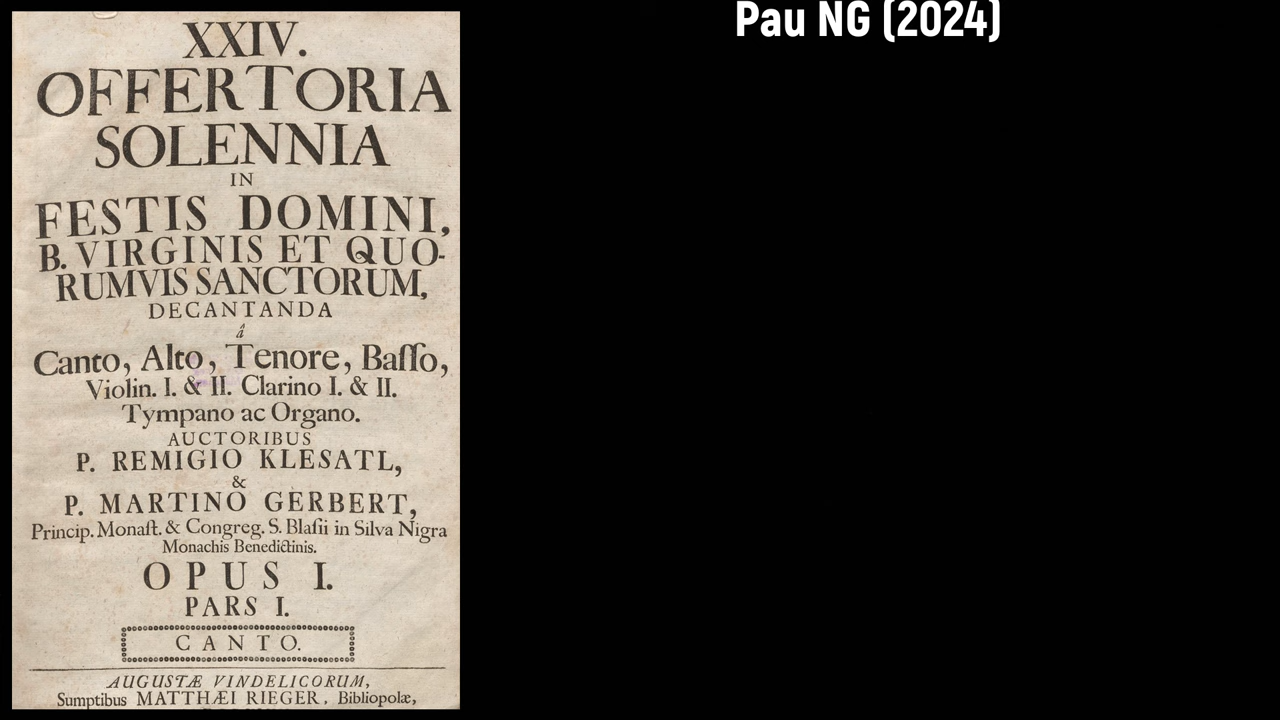 XXIV.
OFFERTORIA
SOLENNIA
IN
FESTIS DOMINI,
B. VIRGINIS ET QUO-
RUMVIS SANCTORUM,
DECANTANDA
â
Canto, Alto, Tenore, Baſſo,
Violin. I. & II. Clarino I. & II.
Tympano ac Organo.
AUCTORIBUS
P. REMIGIO KLESATL,
&
P. MARTINO GERBERT,
Princip. Monaſt. & Congreg. S. Blaſii in Silva Nigra
Monachis Benedictinis.
OPUS I.
PARS I.
CANTO.
AUGUSTÆ VINDELICORUM,
Sumptibus MATTHÆI RIEGER, Bibliopolæ,
Pau NG (2024)